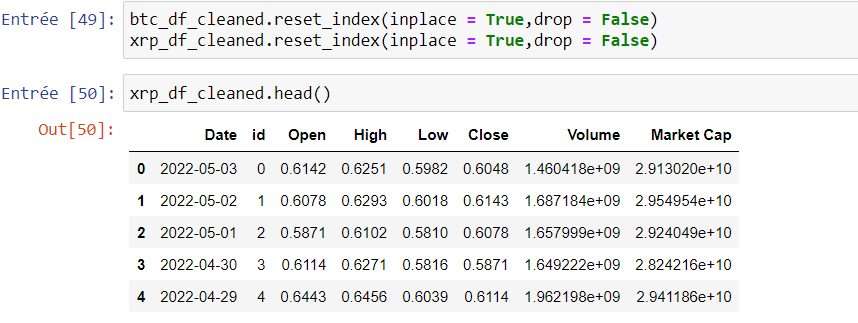 Entrée [49]: btc_df_cleaned.reset_index(inplace = True,drop = False)
xrp_df_cleaned.reset_index(inplace = True,drop = False)
Entrée [50]: xrp_df_cleaned.head()
Out[50]:
Date id Open High Low Close Volume Market Cap
0 2022-05-03 0 0.6142 0.6251 0.5982 0.6048 1.460418e+09 2.913020e+10
1 2022-05-02 1 0.6078 0.6293 0.6018 0.6143 1.687184e+09 2.954954e+10
2 2022-05-01 2 0.5871 0.6102 0.5810 0.6078 1.657999e+09 2.924049e+10
3 2022-04-30 3 0.6114 0.6271 0.5816 0.5871 1.649222e+09 2.824216e+10
4 2022-04-29 4 0.6443 0.6456 0.6039 0.6114 1.962198e+09 2.941186e+10